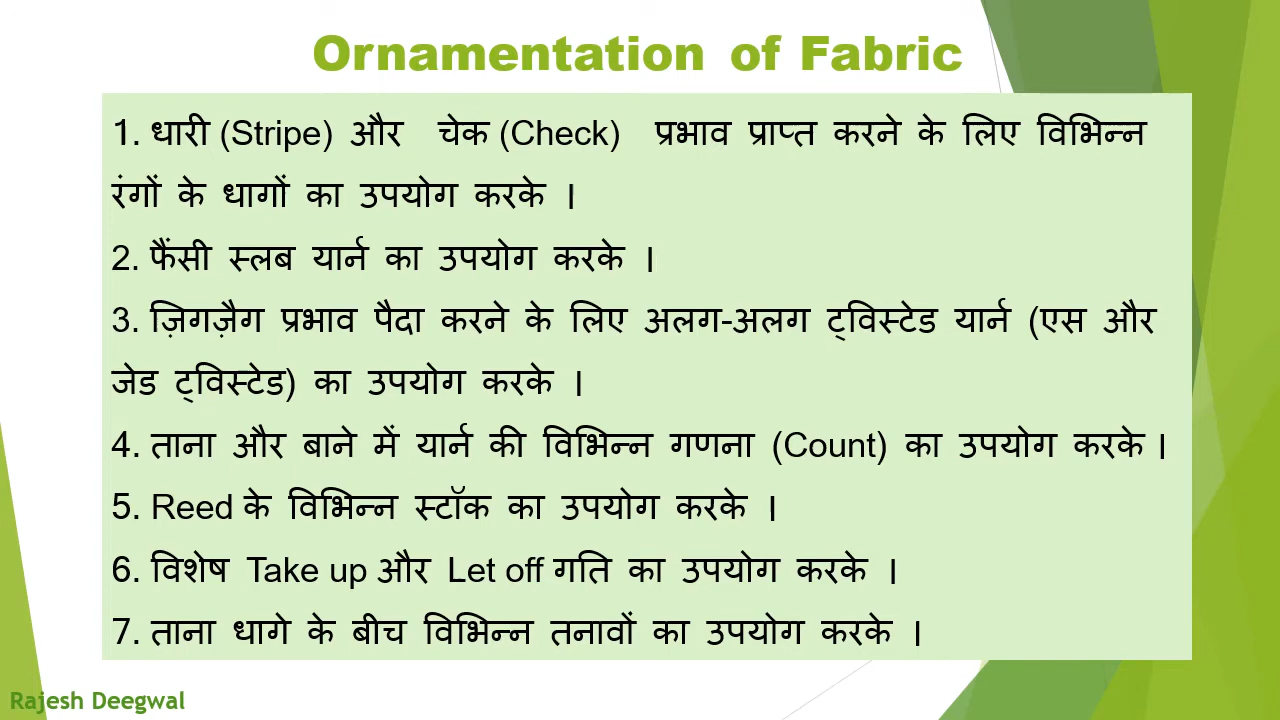 Ornamentation of Fabric
1. धारी (Stripe) और चेक (Check) प्रभाव प्राप्त करने के लिए विभिन्न
रंगों के धागों का उपयोग करके ।
2. फैंसी स्लब यार्न का उपयोग करके ।
3. ज़िगज़ैग प्रभाव पैदा करने के लिए अलग-अलग ट्विस्टेड यार्न (एस और
जेड ट्विस्टेड) का उपयोग करके ।
4. ताना और बाने में यार्न की विभिन्न गणना (Count) का उपयोग करके ।
5. Reed के विभिन्न स्टॉक का उपयोग करके ।
6. विशेष Take up और Let off गति का उपयोग करके ।
7. ताना धागे के बीच विभिन्न तनावों का उपयोग करके ।
Rajesh Deegwal